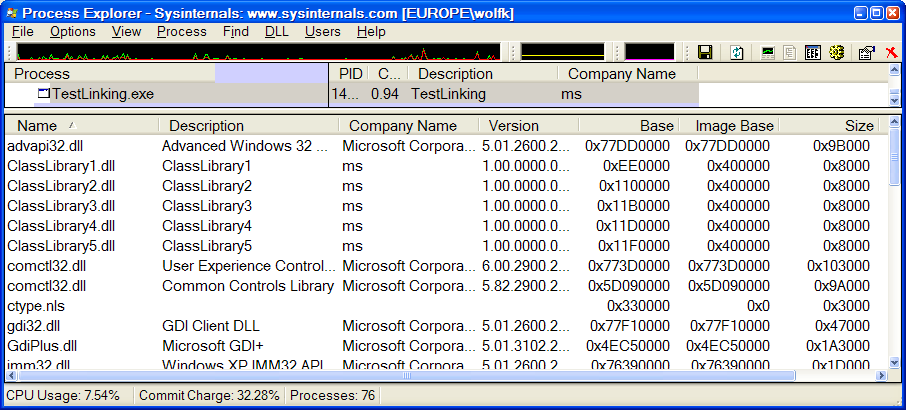 Process Explorer - Sysinternals: www.sysinternals.com [EUROPE\wolfk]
File Options View Process Find DLL Users Help
Process PID C... Description Company Name
TestLinking.exe 14... 0.94 TestLinking ms
Name Description Company Name Version Base Image Base Size
advapi32.dll Advanced Windows 32 ... Microsoft Corpora... 5.01.2600.2... 0x77DD0000 0x77DD0000 0x9B000
ClassLibrary1.dll ClassLibrary1 ms 1.00.0000.0... 0xEE0000 0x400000 0x8000
ClassLibrary2.dll ClassLibrary2 ms 1.00.0000.0... 0x1100000 0x400000 0x8000
ClassLibrary3.dll ClassLibrary3 ms 1.00.0000.0... 0x11B0000 0x400000 0x8000
ClassLibrary4.dll ClassLibrary4 ms 1.00.0000.0... 0x11D0000 0x400000 0x8000
ClassLibrary5.dll ClassLibrary5 ms 1.00.0000.0... 0x11F0000 0x400000 0x8000
comctl32.dll User Experience Control... Microsoft Corpora... 6.00.2900.2... 0x773D0000 0x773D0000 0x103000
comctl32.dll Common Controls Library Microsoft Corpora... 5.82.2900.2... 0x5D090000 0x5D090000 0x9A000
ctype.nls 0x330000 0x0 0x3000
gdi32.dll GDI Client DLL Microsoft Corpora... 5.01.2600.2... 0x77F10000 0x77F10000 0x47000
GdiPlus.dll Microsoft GDI+ Microsoft Corpora... 5.01.3102.2... 0x4EC50000 0x4EC50000 0x1A3000
imm32.dll Windows XP IMM32 API... Microsoft Corpora... 5.01.2600.2... 0x76390000 0x76390000 0x1D000
CPU Usage: 7.54% Commit Charge: 32.28% Processes: 76